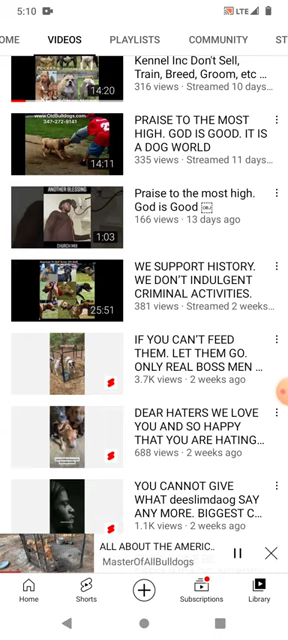 5:10
LTE
OME VIDEOS PLAYLISTS COMMUNITY ST
Kennel Inc Don't Sell,
Train, Breed, Groom, etc ...
316 views · Streamed 10 days...
14:20
www.OldBulldogs.com
347-272-9141
14:11
PRAISE TO THE MOST
HIGH. GOD IS GOOD. IT IS
A DOG WORLD
335 views · Streamed 11 days...
ANOTHER BLESSING
CHURCH MIX
1:03
Praise to the most high.
God is Good OBJ
166 views · 13 days ago
25:51
WE SUPPORT HISTORY.
WE DON'T INDULGENT
CRIMINAL ACTIVITIES.
381 views · Streamed 2 weeks...
IF YOU CAN'T FEED
THEM. LET THEM GO.
ONLY REAL BOSS MEN ...
3.7K views · 2 weeks ago
DEAR HATERS WE LOVE
YOU AND SO HAPPY
THAT YOU ARE HATING...
688 views · 2 weeks ago
YOU CANNOT GIVE
WHAT deeslimdaog SAY
ANY MORE. BIGGEST C...
1.1K views · 2 weeks ago
ALL ABOUT THE AMERIC..
MasterOfAllBulldogs
Home Shorts Subscriptions Library